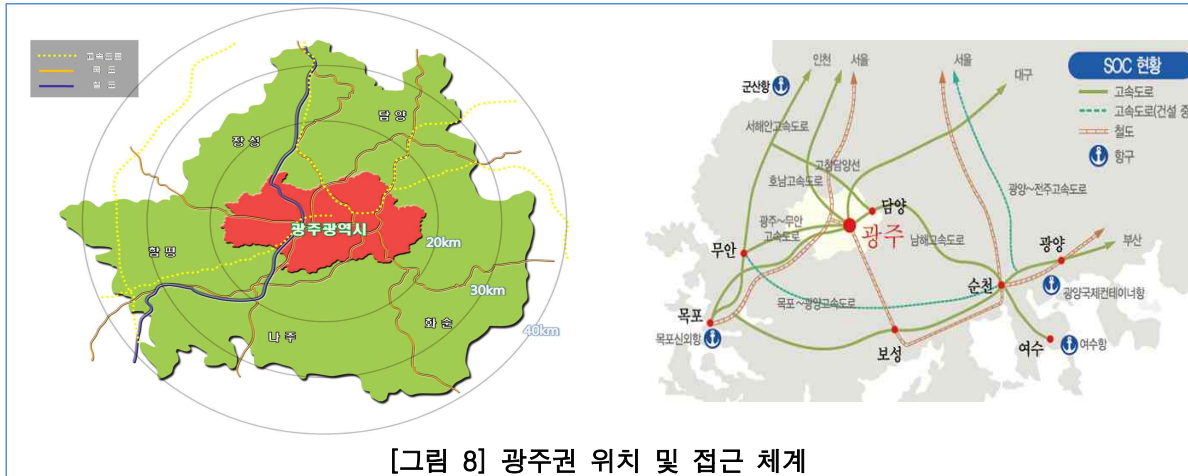 고속도로
국 도
철 도
장 성
담 양
광주광역시
함 평
20km
30km
40km
나 주
화 순
SOC 현황
고속도로
고속도로(건설 중
철도
항구
인천
서울
서울
대구
군산항
서해안고속도로
고창담양선
호남고속도로
광양~전주고속도로
담양
광주~무안
고속도로
광주
남해고속도로
무안
광양
부산
순천
광양국제컨테이너항
목포~광양고속도로
목포
목포신외항
보성
여수
여수항
[그림 8] 광주권 위치 및 접근 체계